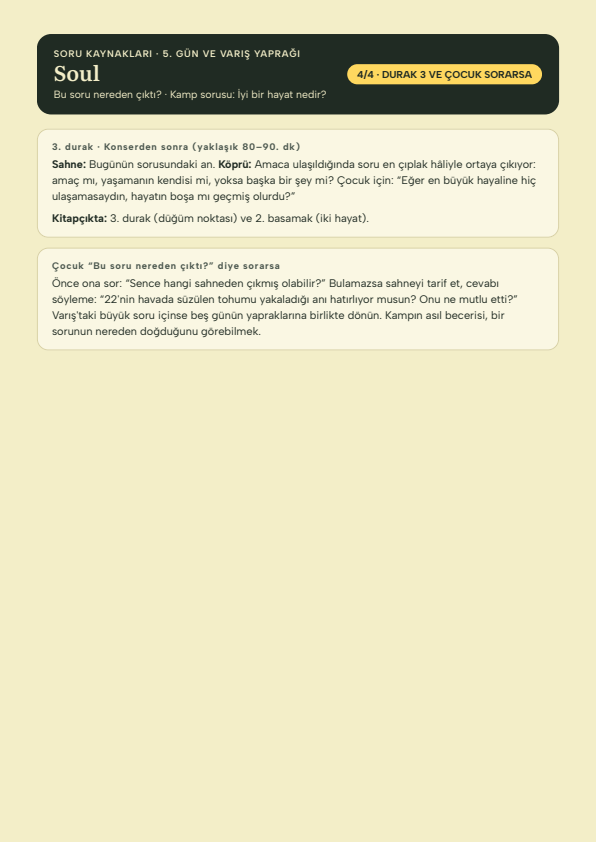 SORU KAYNAKLARI · 5. GÜN VE VARIŞ YAPRAĞI
Soul
4/4 · DURAK 3 VE ÇOCUK SORARSA
Bu soru nereden çıktı? · Kamp sorusu: İyi bir hayat nedir?
3. durak · Konserden sonra (yaklaşık 80–90. dk)
Sahne: Bugünün sorusundaki an. Köprü: Amaca ulaşıldığında soru en çıplak hâliyle ortaya çıkıyor:
amaç mı, yaşamanın kendisi mi, yoksa başka bir şey mi? Çocuk için: “Eğer en büyük hayaline hiç
ulaşamasaydın, hayatın boşa mı geçmiş olurdu?”
Kitapçıkta: 3. durak (düğüm noktası) ve 2. basamak (iki hayat).
Çocuk “Bu soru nereden çıktı?” diye sorarsa
Önce ona sor: “Sence hangi sahneden çıkmış olabilir?” Bulamazsa sahneyi tarif et, cevabı
söyleme: “22'nin havada süzülen tohumu yakaladığı anı hatırlıyor musun? Onu ne mutlu etti?”
Varış'taki büyük soru içinse beş günün yapraklarına birlikte dönün. Kampın asıl becerisi, bir
sorunun nereden doğduğunu görebilmek.